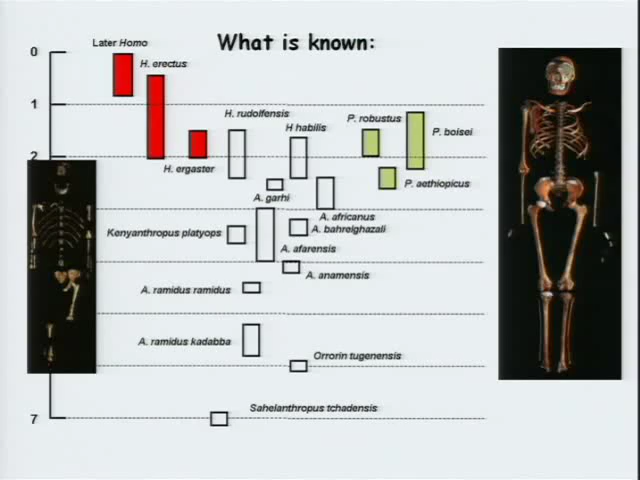 What is known:
Later Homo
0
H. erectus
1
H. rudolfensis
P. robustus
H habilis
P. boisei
2
H. ergaster
P. aethiopicus
A. garhi
A. africanus
Kenyanthropus platyops
A. bahrelghazali
A. afarensis
A. anamensis
A. ramidus ramidus
A. ramidus kadabba
Orrorin tugenensis
Sahelanthropus tchadensis
7